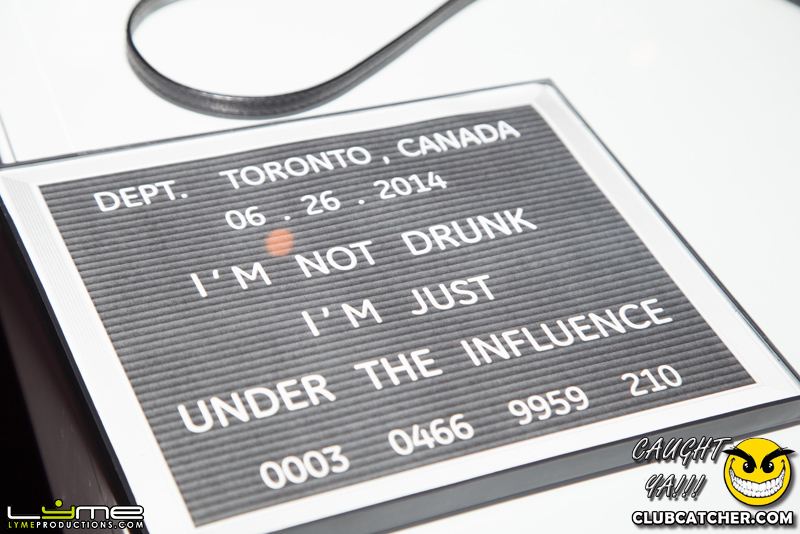 DEPT. TORONTO, CANADA
06 . 26 . 2014
I'M NOT DRUNK
I'M JUST
UNDER THE INFLUENCE
0003 0466 9959 210
CAUGHT
YA!!!
CLUBCATCHER.COM
Lyme
LYMEPRODUCTIONS.COM